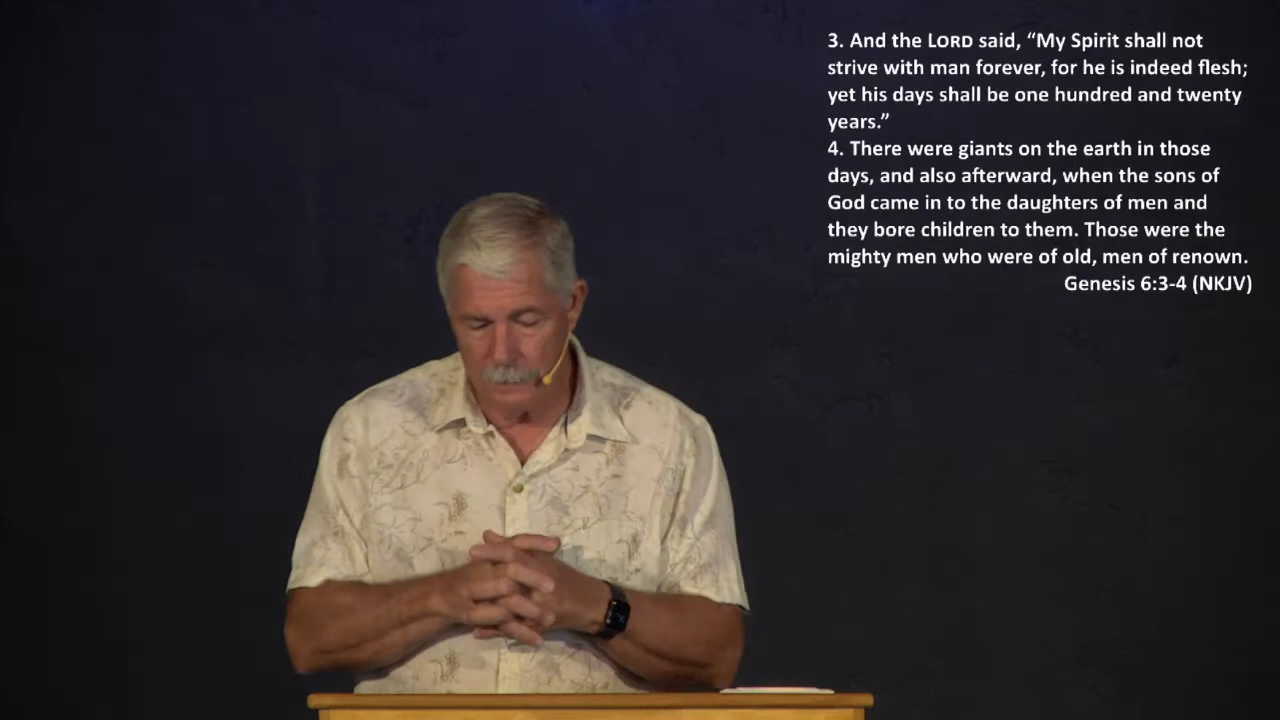 3. And the LORD said, “My Spirit shall not
strive with man forever, for he is indeed flesh;
yet his days shall be one hundred and twenty
years.”
4. There were giants on the earth in those
days, and also afterward, when the sons of
God came in to the daughters of men and
they bore children to them. Those were the
mighty men who were of old, men of renown.
Genesis 6:3-4 (NKJV)